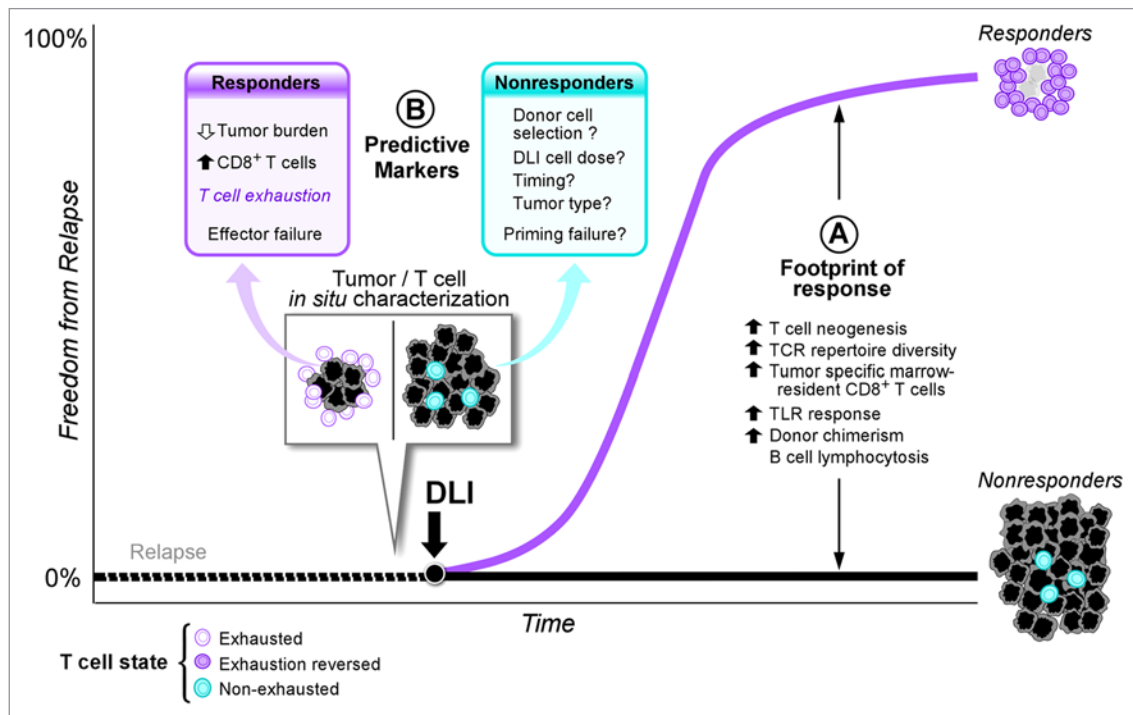 100%
Responders
Responders
Tumor burden
CD8+ T cells
T cell exhaustion
Effector failure
B
Predictive
Markers
Nonresponders
Donor cell
selection ?
DLI cell dose?
Timing?
Tumor type?
Priming failure?
Freedom from Relapse
Tumor / T cell
in situ characterization
A
Footprint of
response
T cell neogenesis
TCR repertoire diversity
Tumor specific marrow-
resident CD8+ T cells
TLR response
Donor chimerism
B cell lymphocytosis
Nonresponders
DLI
Relapse
0%
Time
T cell state
Exhausted
Exhaustion reversed
Non-exhausted